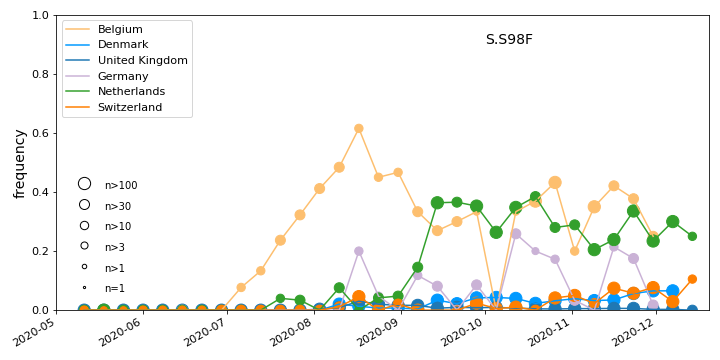 S.S98F
Belgium
Denmark
United Kingdom
Germany
Netherlands
Switzerland
n>100
n>30
n>10
n>3
n>1
n=1
frequency
1.0
0.8
0.6
0.4
0.2
0.0
2020-05
2020-06
2020-07
2020-08
2020-09
2020-10
2020-11
2020-12